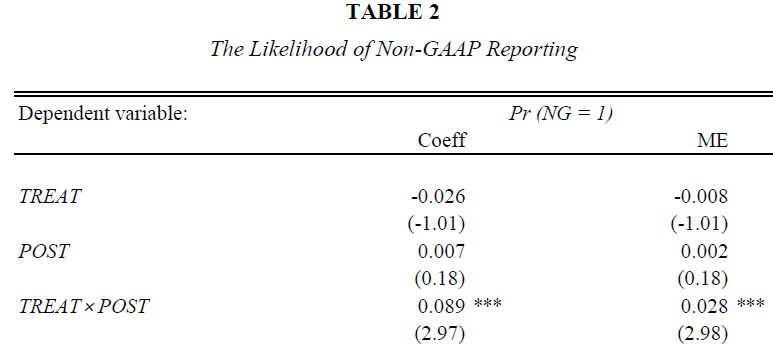 TABLE 2
The Likelihood of Non-GAAP Reporting
Dependent variable: Pr (NG = 1)
Coeff ME
TREAT -0.026 -0.008
(-1.01) (-1.01)
POST 0.007 0.002
(0.18) (0.18)
TREAT × POST 0.089 *** 0.028 ***
(2.97) (2.98)